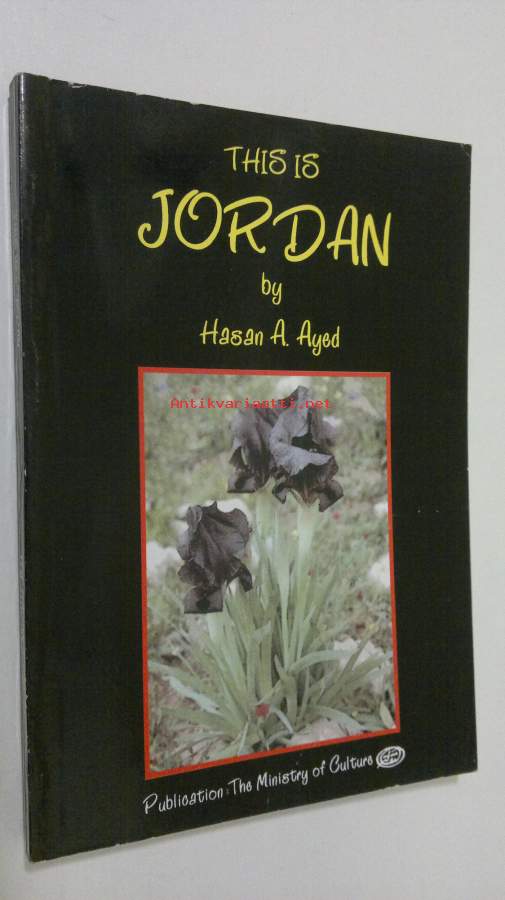 THIS IS
JORDAN
by
Hasan A. Ayed
Antikvariaatti.net
Publication : The Ministry of Culture